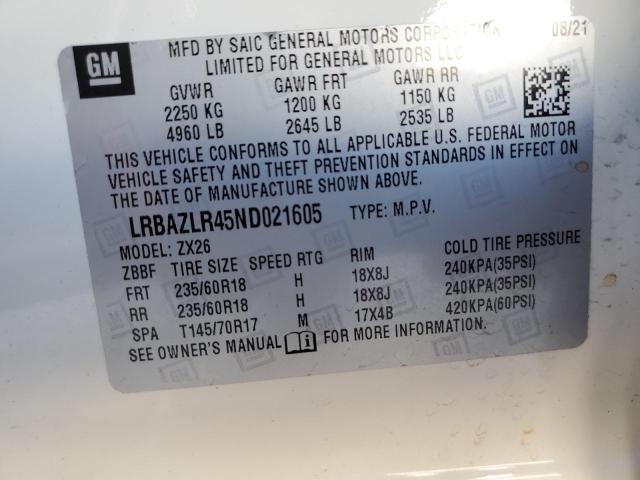 GM
MFD BY SAIC GENERAL MOTORS CORPORATION 08/21
LIMITED FOR GENERAL MOTORS LLC
GVWR GAWR FRT GAWR RR
2250 KG 1200 KG 1150 KG
4960 LB 2645 LB 2535 LB
THIS VEHICLE CONFORMS TO ALL APPLICABLE U.S. FEDERAL MOTOR
VEHICLE SAFETY AND THEFT PREVENTION STANDARDS IN EFFECT ON
THE DATE OF MANUFACTURE SHOWN ABOVE.
LRBAZLR45ND021605 TYPE: M.P.V.
MODEL: ZX26
ZBBF TIRE SIZE SPEED RTG RIM COLD TIRE PRESSURE
FRT 235/60R18 H 18X8J 240KPA(35PSI)
RR 235/60R18 H 18X8J 240KPA(35PSI)
SPA T145/70R17 M 17X4B 420KPA(60PSI)
SEE OWNER'S MANUAL FOR MORE INFORMATION.